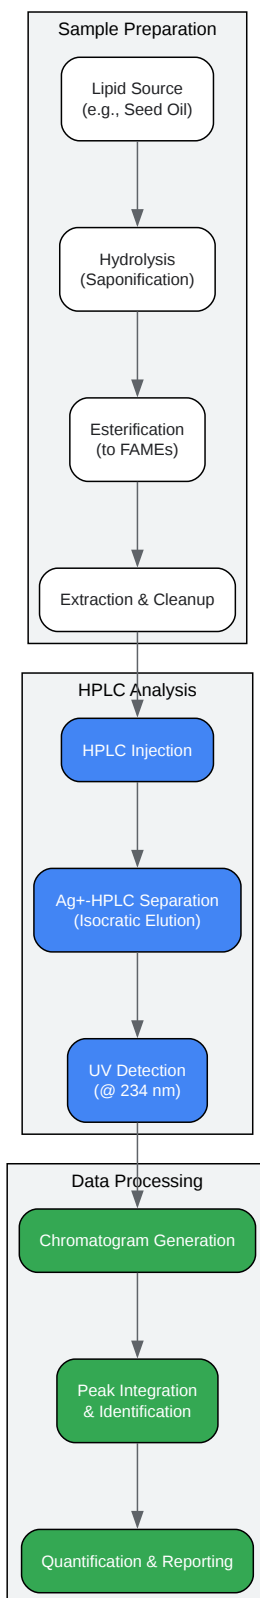 Sample Preparation
Lipid Source
(e.g., Seed Oil)
Hydrolysis
(Saponification)
Esterification
(to FAMEs)
Extraction & Cleanup
HPLC Analysis
HPLC Injection
Ag+-HPLC Separation
(Isocratic Elution)
UV Detection
(@ 234 nm)
Data Processing
Chromatogram Generation
Peak Integration
& Identification
Quantification & Reporting